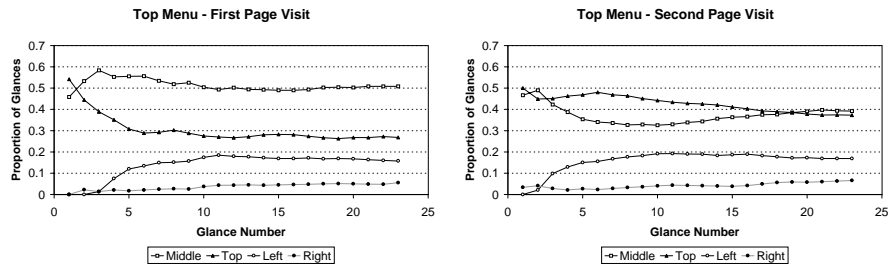 Top Menu - First Page Visit
Proportion of Glances
0.7
0.6
0.5
0.4
0.3
0.2
0.1
0
0 5 10 15 20 25
Glance Number
Middle Top Left Right
Top Menu - Second Page Visit
Proportion of Glances
0.7
0.6
0.5
0.4
0.3
0.2
0.1
0
0 5 10 15 20 25
Glance Number
Middle Top Left Right